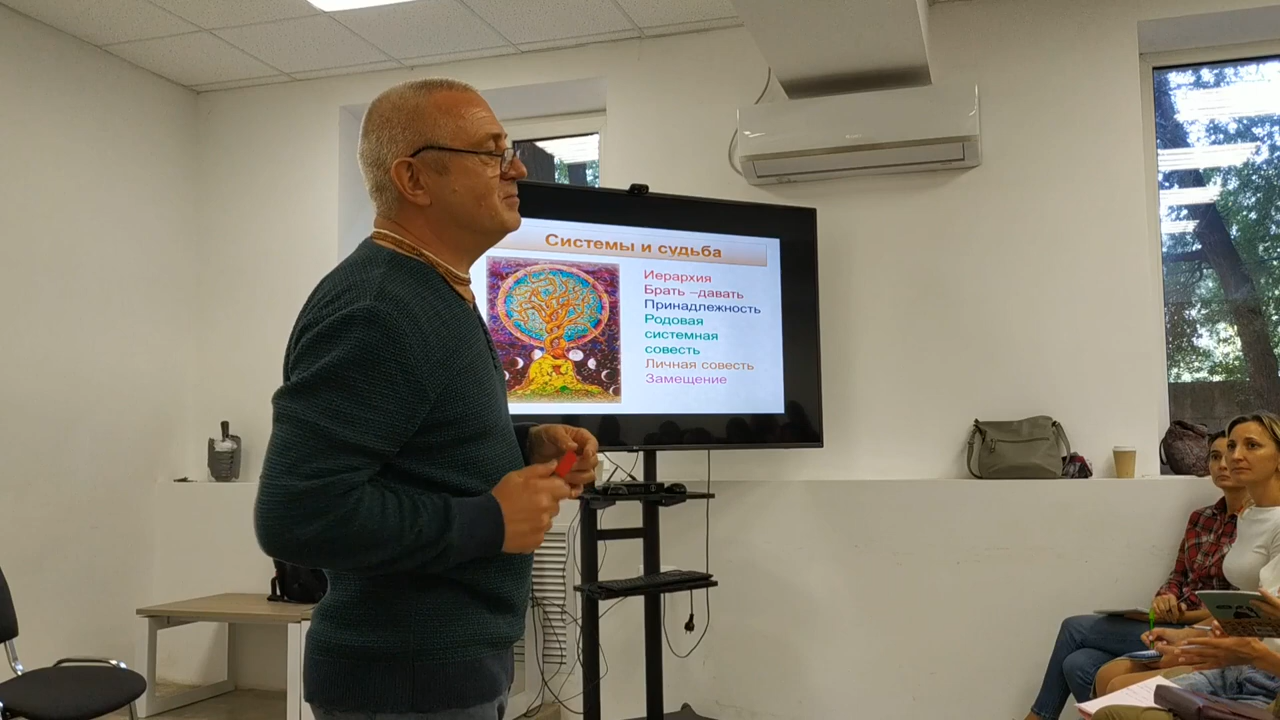 Системы и судьба
Иерархия
Брать –давать
Принадлежность
Родовая
системная
совесть
Личная совесть
Замещение